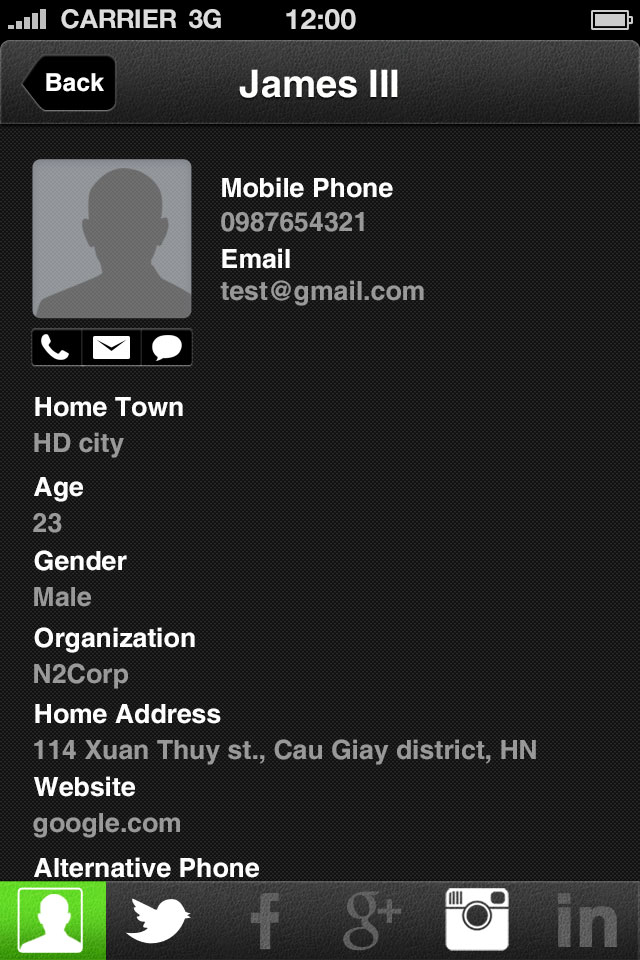 CARRIER 3G 12:00
Back
James III
Mobile Phone
0987654321
Email
test@gmail.com
Home Town
HD city
Age
23
Gender
Male
Organization
N2Corp
Home Address
114 Xuan Thuy st., Cau Giay district, HN
Website
google.com
Alternative Phone
f g+ in